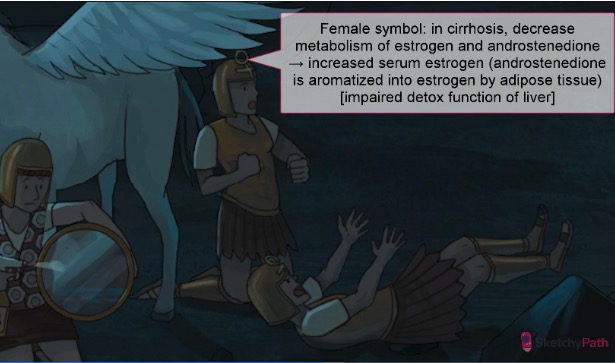 Female symbol: in cirrhosis, decrease
metabolism of estrogen and androstenedione
→ increased serum estrogen (androstenedione
is aromatized into estrogen by adipose tissue)
[impaired detox function of liver]
SketchyPath